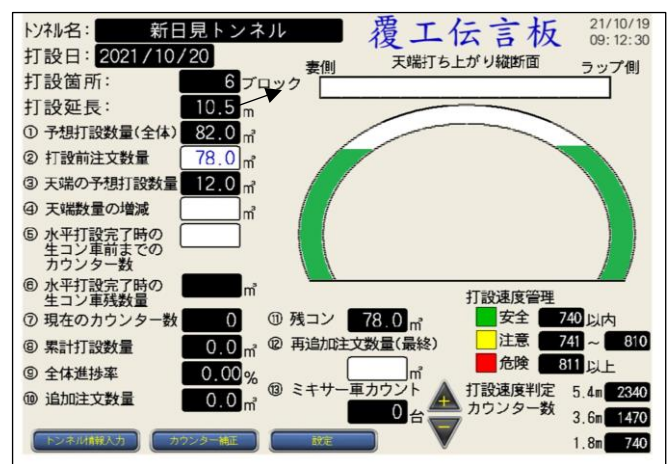 トンネル名: 新日見トンネル
覆工伝言板
21/10/19
09:12:30
打設日: 2021/10/20
打設箇所: 6 ブロック
打設延長: 10.5 m
妻側 天端打ち上がり縦断面 ラップ側
① 予想打設数量(全体) 82.0 ㎥
② 打設前注文数量 78.0 ㎥
③ 天端の予想打設数量 12.0 ㎥
④ 天端数量の増減 ㎥
⑤ 水平打設完了時の
生コン車前までの
カウンター数
⑥ 水平打設完了時の
生コン車残数量 ㎥
⑦ 現在のカウンター数 0
⑧ 累計打設数量 0.0 ㎥
⑨ 全体進捗率 0.00 %
⑩ 追加注文数量 0.0 ㎥
⑪ 残コン 78.0 ㎥
⑫ 再追加注文数量(最終)
㎥
⑬ ミキサー車カウント
0 台
+
−
打設速度管理
安全 740 以内
注意 741 ~ 810
危険 811 以上
打設速度判定
カウンター数
5.4m 2340
3.6m 1470
1.8m 740
トンネル情報入力 カウンター補正 設定